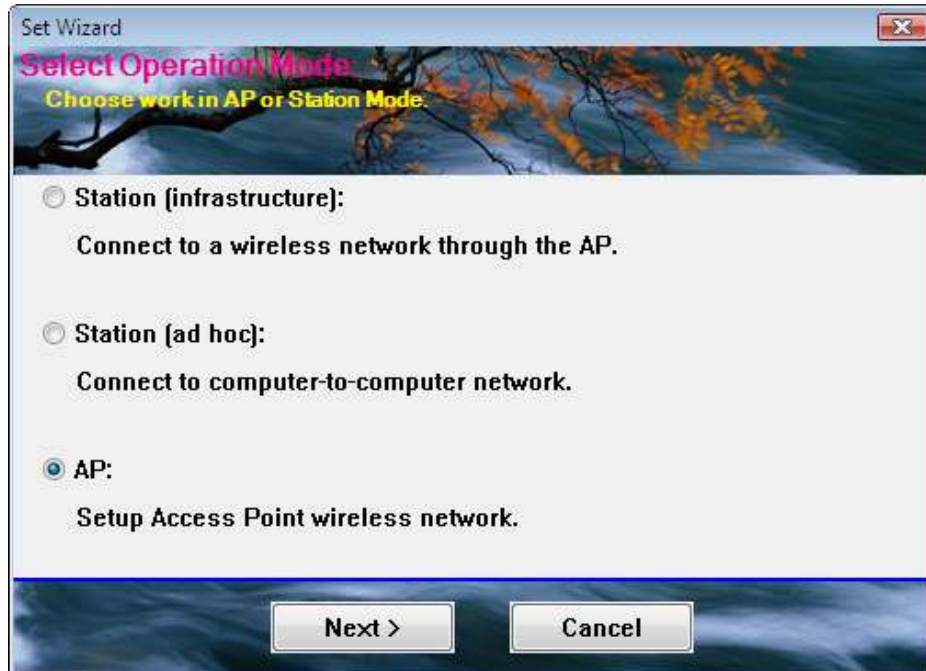 Set Wizard
Select Operation Mode:
Choose work in AP or Station Mode.
Station (infrastructure):
Connect to a wireless network through the AP.
Station (ad hoc):
Connect to computer-to-computer network.
AP:
Setup Access Point wireless network.
Next >
Cancel